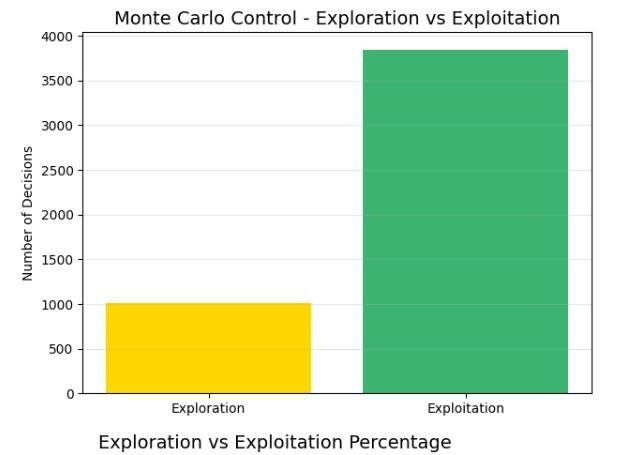 Monte Carlo Control - Exploration vs Exploitation
4000
3500
3000
2500
2000
1500
1000
500
0
Number of Decisions
Exploration Exploitation
Exploration vs Exploitation Percentage